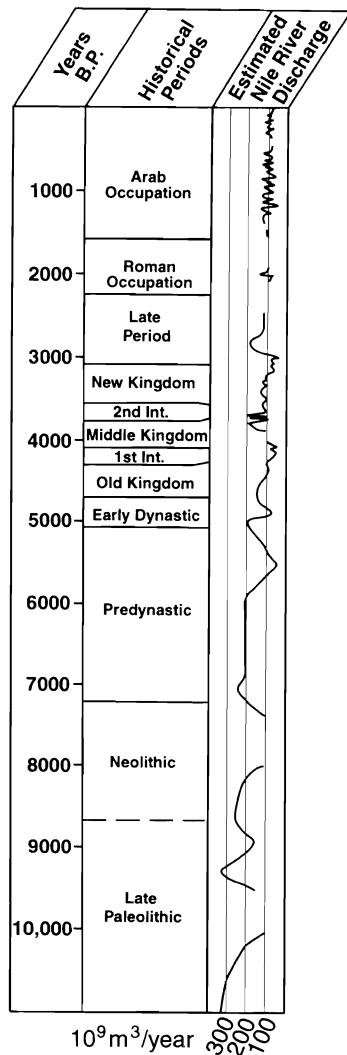 Years
B.P.
Historical
Periods
Estimated
Nile River
Discharge
1000
Arab
Occupation
2000
Roman
Occupation
Late
Period
3000
New Kingdom
2nd Int.
4000
Middle Kingdom
1st Int.
Old Kingdom
5000
Early Dynastic
6000
Predynastic
7000
8000
Neolithic
9000
Late
Paleolithic
10,000
10⁹m³/year
300
200
100